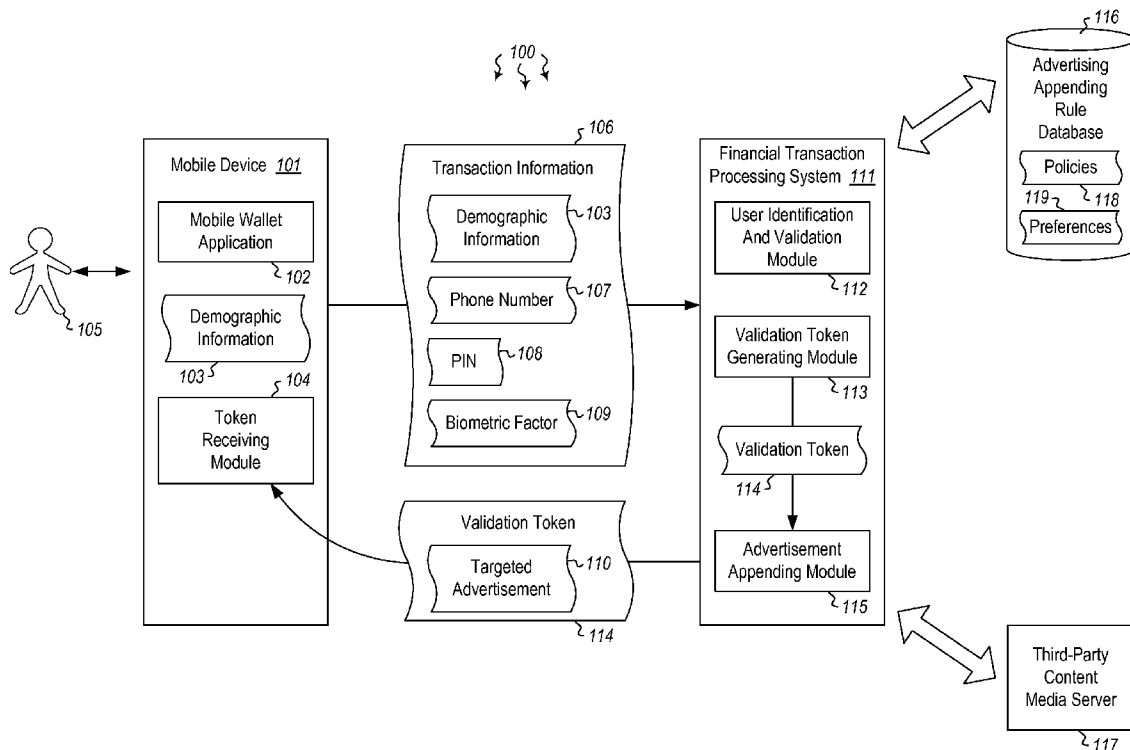 100
116
Advertising
Appending
Rule
Database
Policies
119
118
Preferences
106
Mobile Device 101
Mobile Wallet
Application
102
Demographic
Information
103
104
Token
Receiving
Module
105
Transaction Information
Demographic
Information
103
Phone Number
107
PIN
108
Biometric Factor
109
Validation Token
Targeted
Advertisement
110
114
Financial Transaction
Processing System 111
User Identification
And Validation
Module
112
Validation Token
Generating Module
113
Validation Token
114
Advertisement
Appending Module
115
Third-Party
Content
Media Server
117